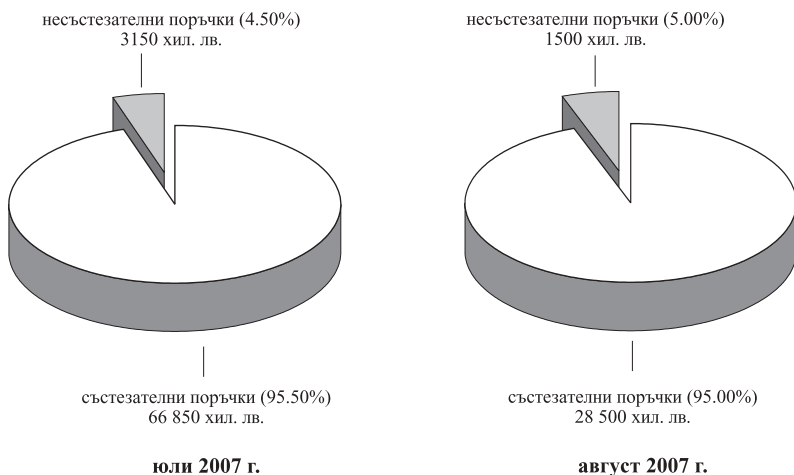 несъстезателни поръчки (4.50%)
3150 хил. лв.
състезателни поръчки (95.50%)
66 850 хил. лв.
юли 2007 г.
несъстезателни поръчки (5.00%)
1500 хил. лв.
състезателни поръчки (95.00%)
28 500 хил. лв.
август 2007 г.